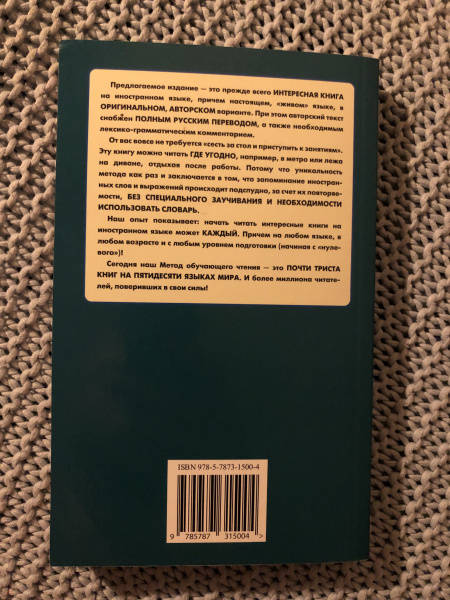 Предлагаемое издание — это прежде всего ИНТЕРЕСНАЯ КНИГА
на иностранном языке, причем настоящем, «живом» языке, в
ОРИГИНАЛЬНОМ, АВТОРСКОМ варианте. При этом авторский текст
снабжен ПОЛНЫМ РУССКИМ ПЕРЕВОДОМ, а также необходимым
лексико-грамматическим комментарием.
От вас вовсе не требуется «сесть за стол и приступить к занятиям».
Эту книгу можно читать ГДЕ УГОДНО, например, в метро или лежа
на диване, отдыхая после работы. Потому что уникальность
метода как раз и заключается в том, что запоминание иностран-
ных слов и выражений происходит подспудно, за счет их повторяе-
мости, БЕЗ СПЕЦИАЛЬНОГО ЗАУЧИВАНИЯ И НЕОБХОДИМОСТИ
ИСПОЛЬЗОВАТЬ СЛОВАРЬ.
Наш опыт показывает: начать читать интересные книги на
иностранном языке может КАЖДЫЙ. Причем на любом языке, в
любом возрасте и с любым уровнем подготовки (начиная с «нуле-
вого»)!
Сегодня наш Метод обучающего чтения — это ПОЧТИ ТРИСТА
КНИГ НА ПЯТИДЕСЯТИ ЯЗЫКАХ МИРА. И более миллиона читате-
лей, поверивших в свои силы!
ISBN 978-5-7873-1500-4
9 785787 315004 >